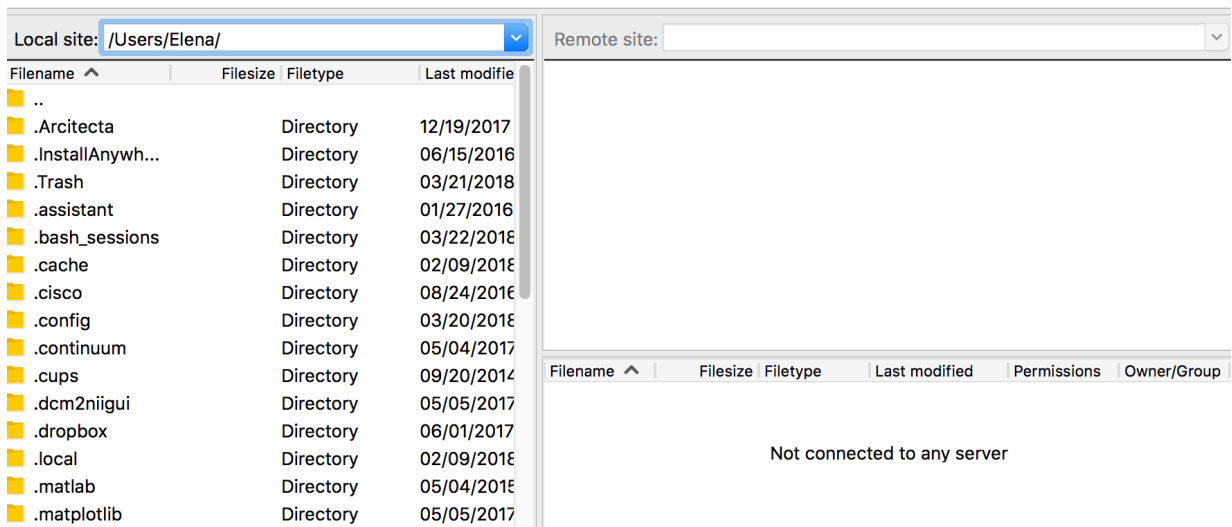 Local site: /Users/Elena/
Filename Filesize Filetype Last modifie
..
.Arcitecta Directory 12/19/2017
.InstallAnywh... Directory 06/15/2016
.Trash Directory 03/21/2018
.assistant Directory 01/27/2016
.bash_sessions Directory 03/22/2018
.cache Directory 02/09/2018
.cisco Directory 08/24/2016
.config Directory 03/20/2018
.continuum Directory 05/04/2017
.cups Directory 09/20/2014
.dcm2niigui Directory 05/05/2017
.dropbox Directory 06/01/2017
.local Directory 02/09/2018
.matlab Directory 05/04/2015
.matplotlib Directory 05/05/2017
Remote site:
Filename Filesize Filetype Last modified Permissions Owner/Group
Not connected to any server